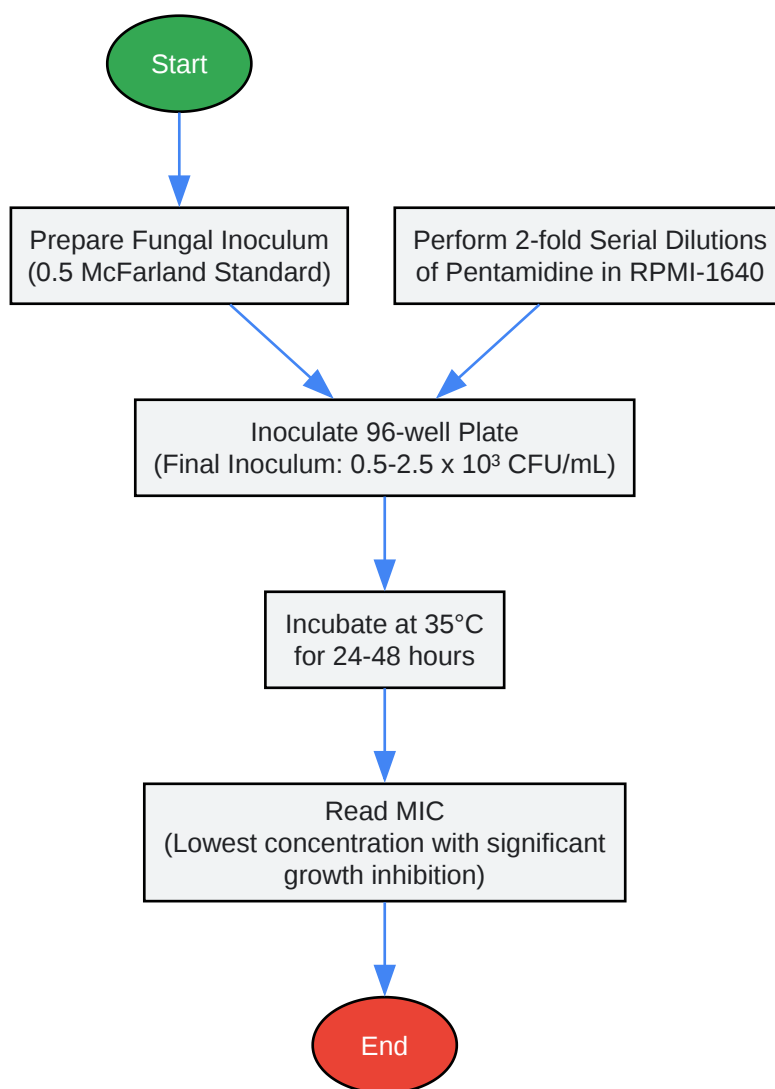 Start
Prepare Fungal Inoculum
(0.5 McFarland Standard)
Perform 2-fold Serial Dilutions
of Pentamidine in RPMI-1640
Inoculate 96-well Plate
(Final Inoculum: 0.5-2.5 x 10³ CFU/mL)
Incubate at 35°C
for 24-48 hours
Read MIC
(Lowest concentration with significant
growth inhibition)
End